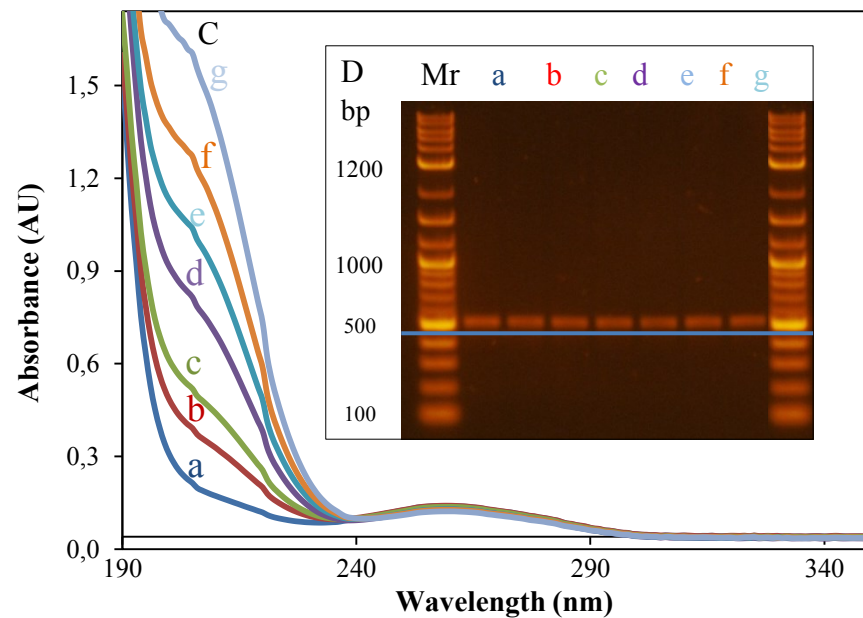 C
1,5
1,2
0,9
0,6
0,3
0,0
Absorbance (AU)
g
f
e
d
c
b
a
190
240
290
340
Wavelength (nm)
D Mr a b c d e f g
bp
1200
1000
500
100